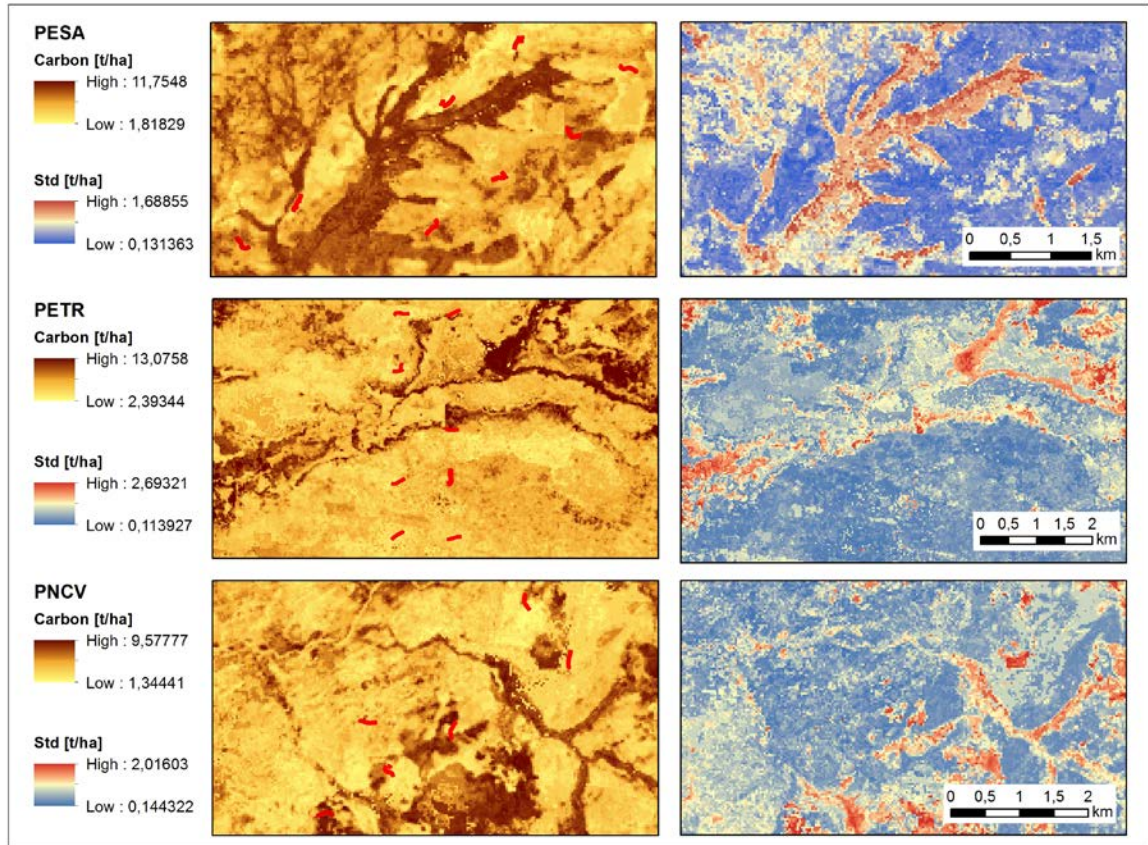 PESA
Carbon [t/ha]
High : 11,7548
Low : 1,81829
Std [t/ha]
High : 1,68855
Low : 0,131363
0 0,5 1 1,5
km
PETR
Carbon [t/ha]
High : 13,0758
Low : 2,39344
Std [t/ha]
High : 2,69321
Low : 0,113927
0 0,5 1 1,5 2
km
PNCV
Carbon [t/ha]
High : 9,57777
Low : 1,34441
Std [t/ha]
High : 2,01603
Low : 0,144322
0 0,5 1 1,5 2
km